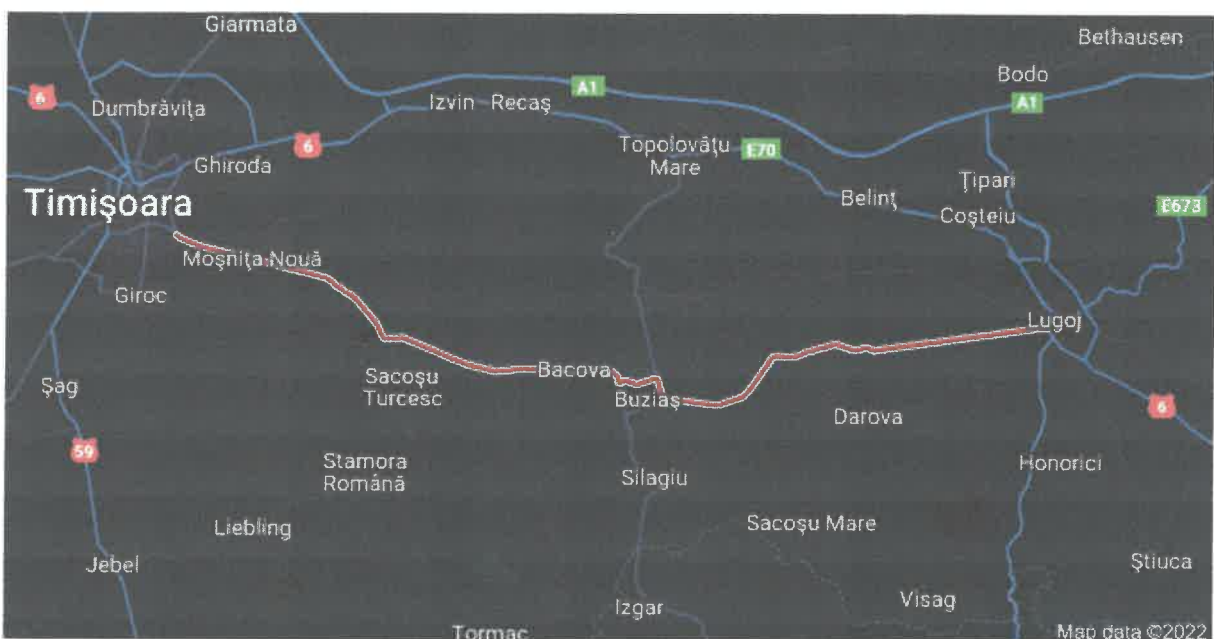 Giarmata
Bethausen
Bodo
A1
A1
6
Dumbrăvița
Izvin Recaș
6
Ghiroda
Topolovățu
Mare
E70
Țipari
Belinț
Coșteiu
E673
Timișoara
Moșnița Nouă
Giroc
Lugoj
Șag
Sacoșu
Turcesc
Bacova
Buziaș
Darova
6
59
Stamora
Română
Silagiu
Honorici
Liebling
Sacoșu Mare
Jebel
Știuca
Izgar
Visag
Tormac
Map data ©2022